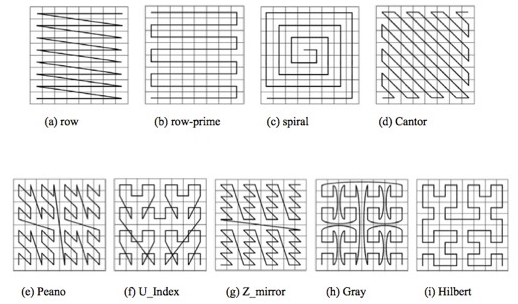 (a) row
(b) row-prime
(c) spiral
(d) Cantor
(e) Peano
(f) U_Index
(g) Z_mirror
(h) Gray
(i) Hilbert